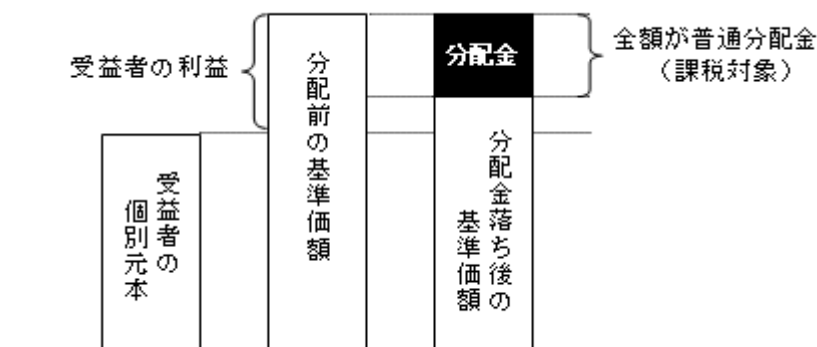 受益者の利益
分配前の基準価額
分配金
全額が普通分配金
（課税対象）
受益者の
個別元本
分配金落ち後の
基準価額